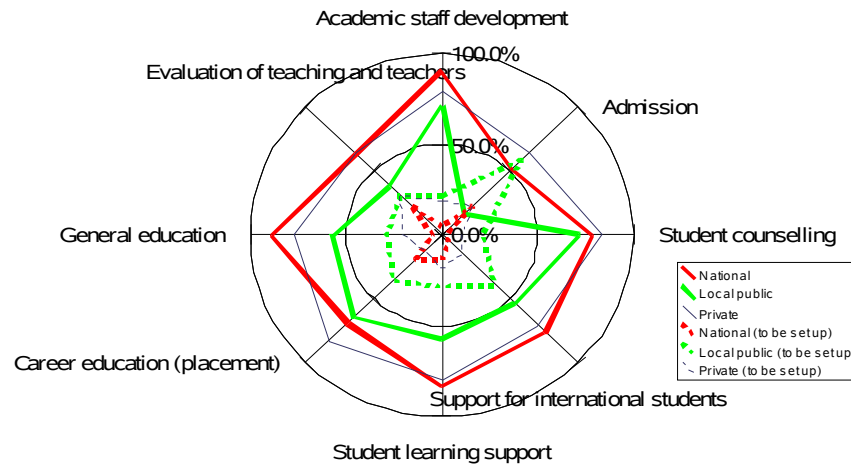 Academic staff development
100.0%
Evaluation of teaching and teachers
Admission
50.0%
General education
0.0%
Student counselling
National
Local public
Private
National (to be setup)
Local public (to be setup)
Private (to be setup)
Career education (placement)
Support for international students
Student learning support